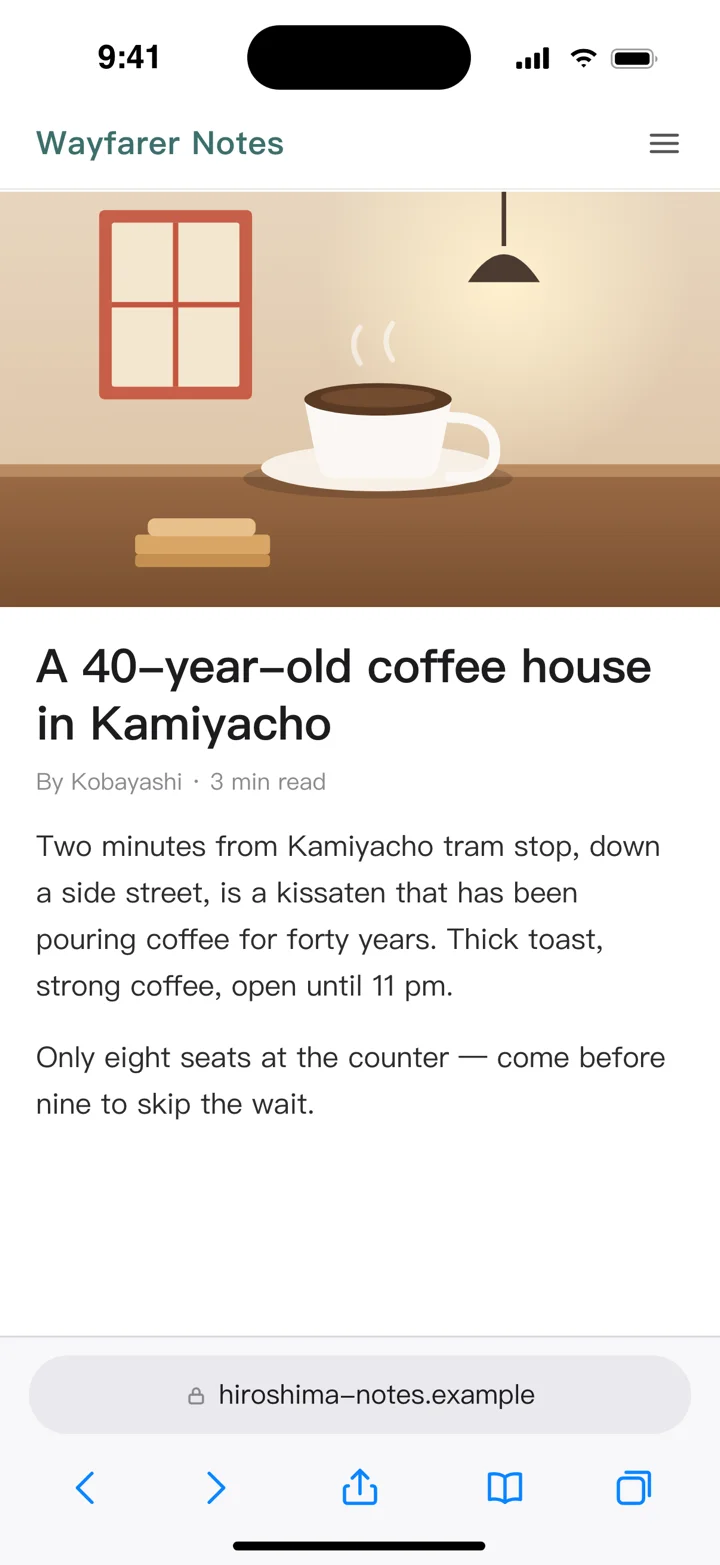 9:41
Wayfarer Notes
A 40-year-old coffee house
in Kamiyacho
By Kobayashi · 3 min read
Two minutes from Kamiyacho tram stop, down
a side street, is a kissaten that has been
pouring coffee for forty years. Thick toast,
strong coffee, open until 11 pm.
Only eight seats at the counter — come before
nine to skip the wait.
hiroshima-notes.example